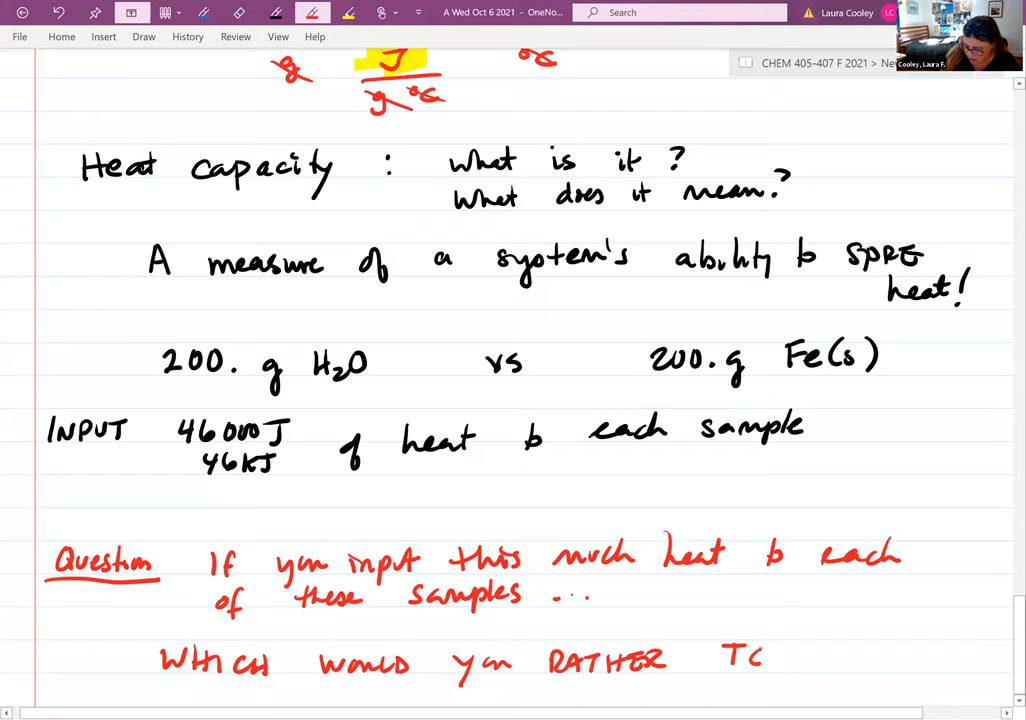 A Wed Oct 6 2021 - OneNo...
Search
Laura Cooley
LC
File Home Insert Draw History Review View Help
CHEM 405-407 F 2021 > Ne
Cooley, Laura F.
g J °C
g °C
Heat capacity : What is it ?
What does it mean?
A measure of a system's ability to STORE
heat!
200. g H2O vs 200. g Fe(s)
INPUT 46000J of heat to each sample
46KJ
Question If you input this much heat to each
of these samples ...
WHICH would you RATHER TO